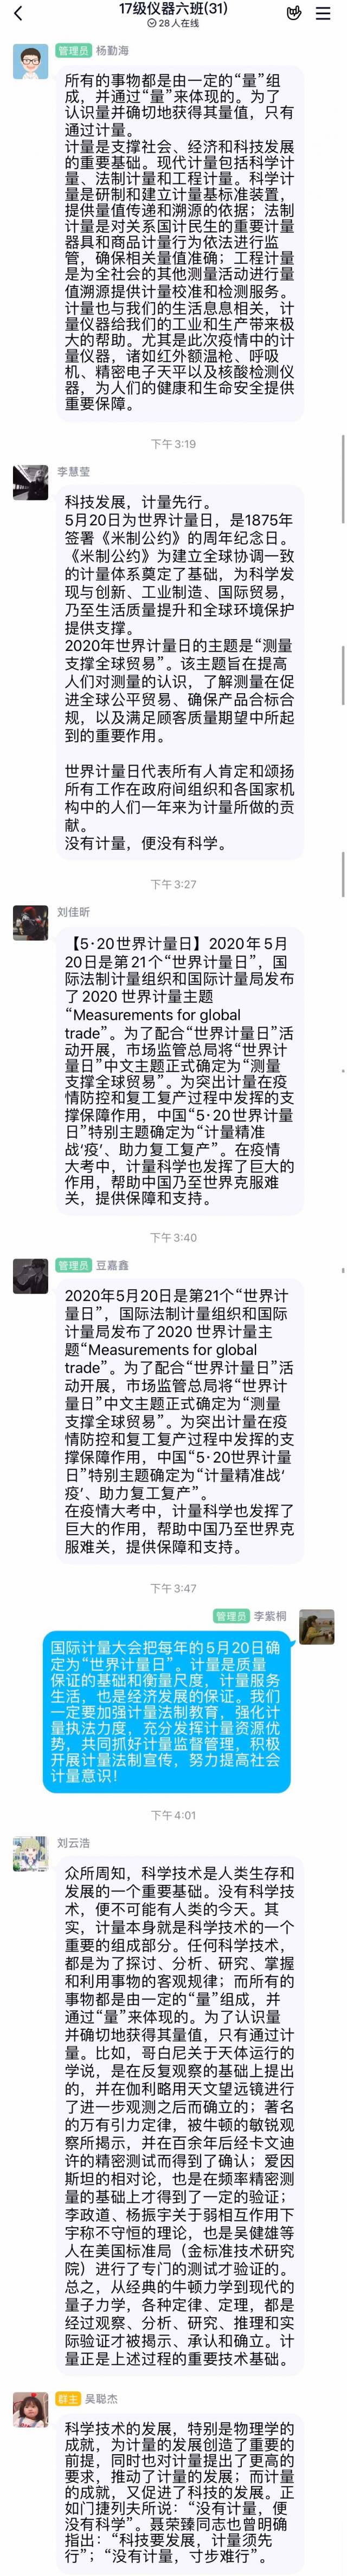 17级仪器六班(31)
28人在线
管理员 杨勤海
所有的事物都是由一定的“量”组
成，并通过“量”来体现的。为了
认识量并确切地获得其量值，只有
通过计量。
计量是支撑社会、经济和科技发展
的重要基础。现代计量包括科学计
量、法制计量和工程计量。科学计
量是研制和建立计量基标准装置，
提供量值传递和溯源的依据；法制
计量是对关系国计民生的重要计量
器具和商品计量行为依法进行监
管，确保相关量值准确；工程计量
是为全社会的其他测量活动进行量
值溯源提供计量校准和检测服务。
计量也与我们的生活息息相关，计
量仪器给我们的工业和生产带来极
大的帮助。尤其是此次疫情中的计
量仪器，诸如红外额温枪、呼吸
机、精密电子天平以及核酸检测仪
器，为人们的健康和生命安全提供
重要保障。
下午3:19
李慧莹
科技发展，计量先行。
5月20日为世界计量日，是1875年
签署《米制公约》的周年纪念日。
《米制公约》为建立全球协调一致
的计量体系奠定了基础，为科学发
现与创新、工业制造、国际贸易，
乃至生活质量提升和全球环境保护
提供支撑。
2020年世界计量日的主题是“测量
支撑全球贸易”。该主题旨在提高
人们对测量的认识，了解测量在促
进全球公平贸易、确保产品合标合
规，以及满足顾客质量期望中所起
到的重要作用。
世界计量日代表所有人肯定和颂扬
所有工作在政府间组织和各国家机
构中的人们一年来为计量所做的贡
献。
没有计量，便没有科学。
下午3:27
刘佳昕
【5·20世界计量日】2020年5月
20日是第21个“世界计量日”，国
际法制计量组织和国际计量局发布
了2020 世界计量主题
“Measurements for global
trade”。为了配合“世界计量日”活
动开展，市场监管总局将“世界计
量日”中文主题正式确定为“测量
支撑全球贸易”。为突出计量在疫
情防控和复工复产过程中发挥的支
撑保障作用，中国“5·20世界计量
日”特别主题确定为“计量精准
战‘疫’、助力复工复产”。在疫情
大考中，计量科学也发挥了巨大的
作用，帮助中国乃至世界克服难
关，提供保障和支持。
下午3:40
管理员 豆嘉鑫
2020年5月20日是第21个“世界计
量日”，国际法制计量组织和国际
计量局发布了2020 世界计量主
题“Measurements for global
trade”。为了配合“世界计量日”活
动开展，市场监管总局将“世界计
量日”中文主题正式确定为“测量
支撑全球贸易”。为突出计量在疫
情防控和复工复产过程中发挥的支
撑保障作用，中国“5·20世界计量
日”特别主题确定为“计量精准战‘
疫’、助力复工复产”。
在疫情大考中，计量科学也发挥了
巨大的作用，帮助中国乃至世界克
服难关，提供保障和支持。
下午3:47
管理员 李紫桐
国际计量大会把每年的5月20日确
定为“世界计量日”。计量是质量
保证的基础和衡量尺度，计量服务
生活，也是经济发展的保证。我们
一定要加强计量法制教育，强化计
量执法力度，充分发挥计量资源优
势，共同抓好计量监督管理，积极
开展计量法制宣传，努力提高社会
计量意识！
下午4:01
刘云浩
众所周知，科学技术是人类生存和
发展的一个重要基础。没有科学技
术，便不可能有人类的今天。其
实，计量本身就是科学技术的一个
重要的组成部分。任何科学技术，
都是为了探讨、分析、研究、掌握
和利用事物的客观规律；而所有的
事物都是由一定的“量”组成，并
通过“量”来体现的。为了认识量
并确切地获得其量值，只有通过计
量。比如，哥白尼关于天体运行的
学说，是在反复观察的基础上提出
的，并在伽利略用天文望远镜进行
了进一步观测之后而确立的；著名
的万有引力定律，被牛顿的敏锐观
察所揭示，并在百余年后经卡文迪
许的精密测试而得到了确认；爱因
斯坦的相对论，也是在频率精密测
量的基础上才得到了一定的验证；
李政道、杨振宇关于弱相互作用下
宇称不守恒的理论，也是吴健雄等
人在美国标准局（金标准技术研究
院）进行了专门的测试才验证的。
总之，从经典的牛顿力学到现代的
量子力学，各种定律、定理，都是
经过观察、分析、研究、推理和实
际验证才被揭示、承认和确立。计
量正是上述过程的重要技术基础。
群主 吴聪杰
科学技术的发展，特别是物理学的
成就，为计量的发展创造了重要的
前提，同时也对计量提出了更高的
要求，推动了计量的发展；而计量
的成就，又促进了科技的发展。正
如门捷列夫所说：“没有计量，便
没有科学”。聂荣臻同志也曾明确
指出：“科技要发展，计量须先
行”；“没有计量，寸步难行”。